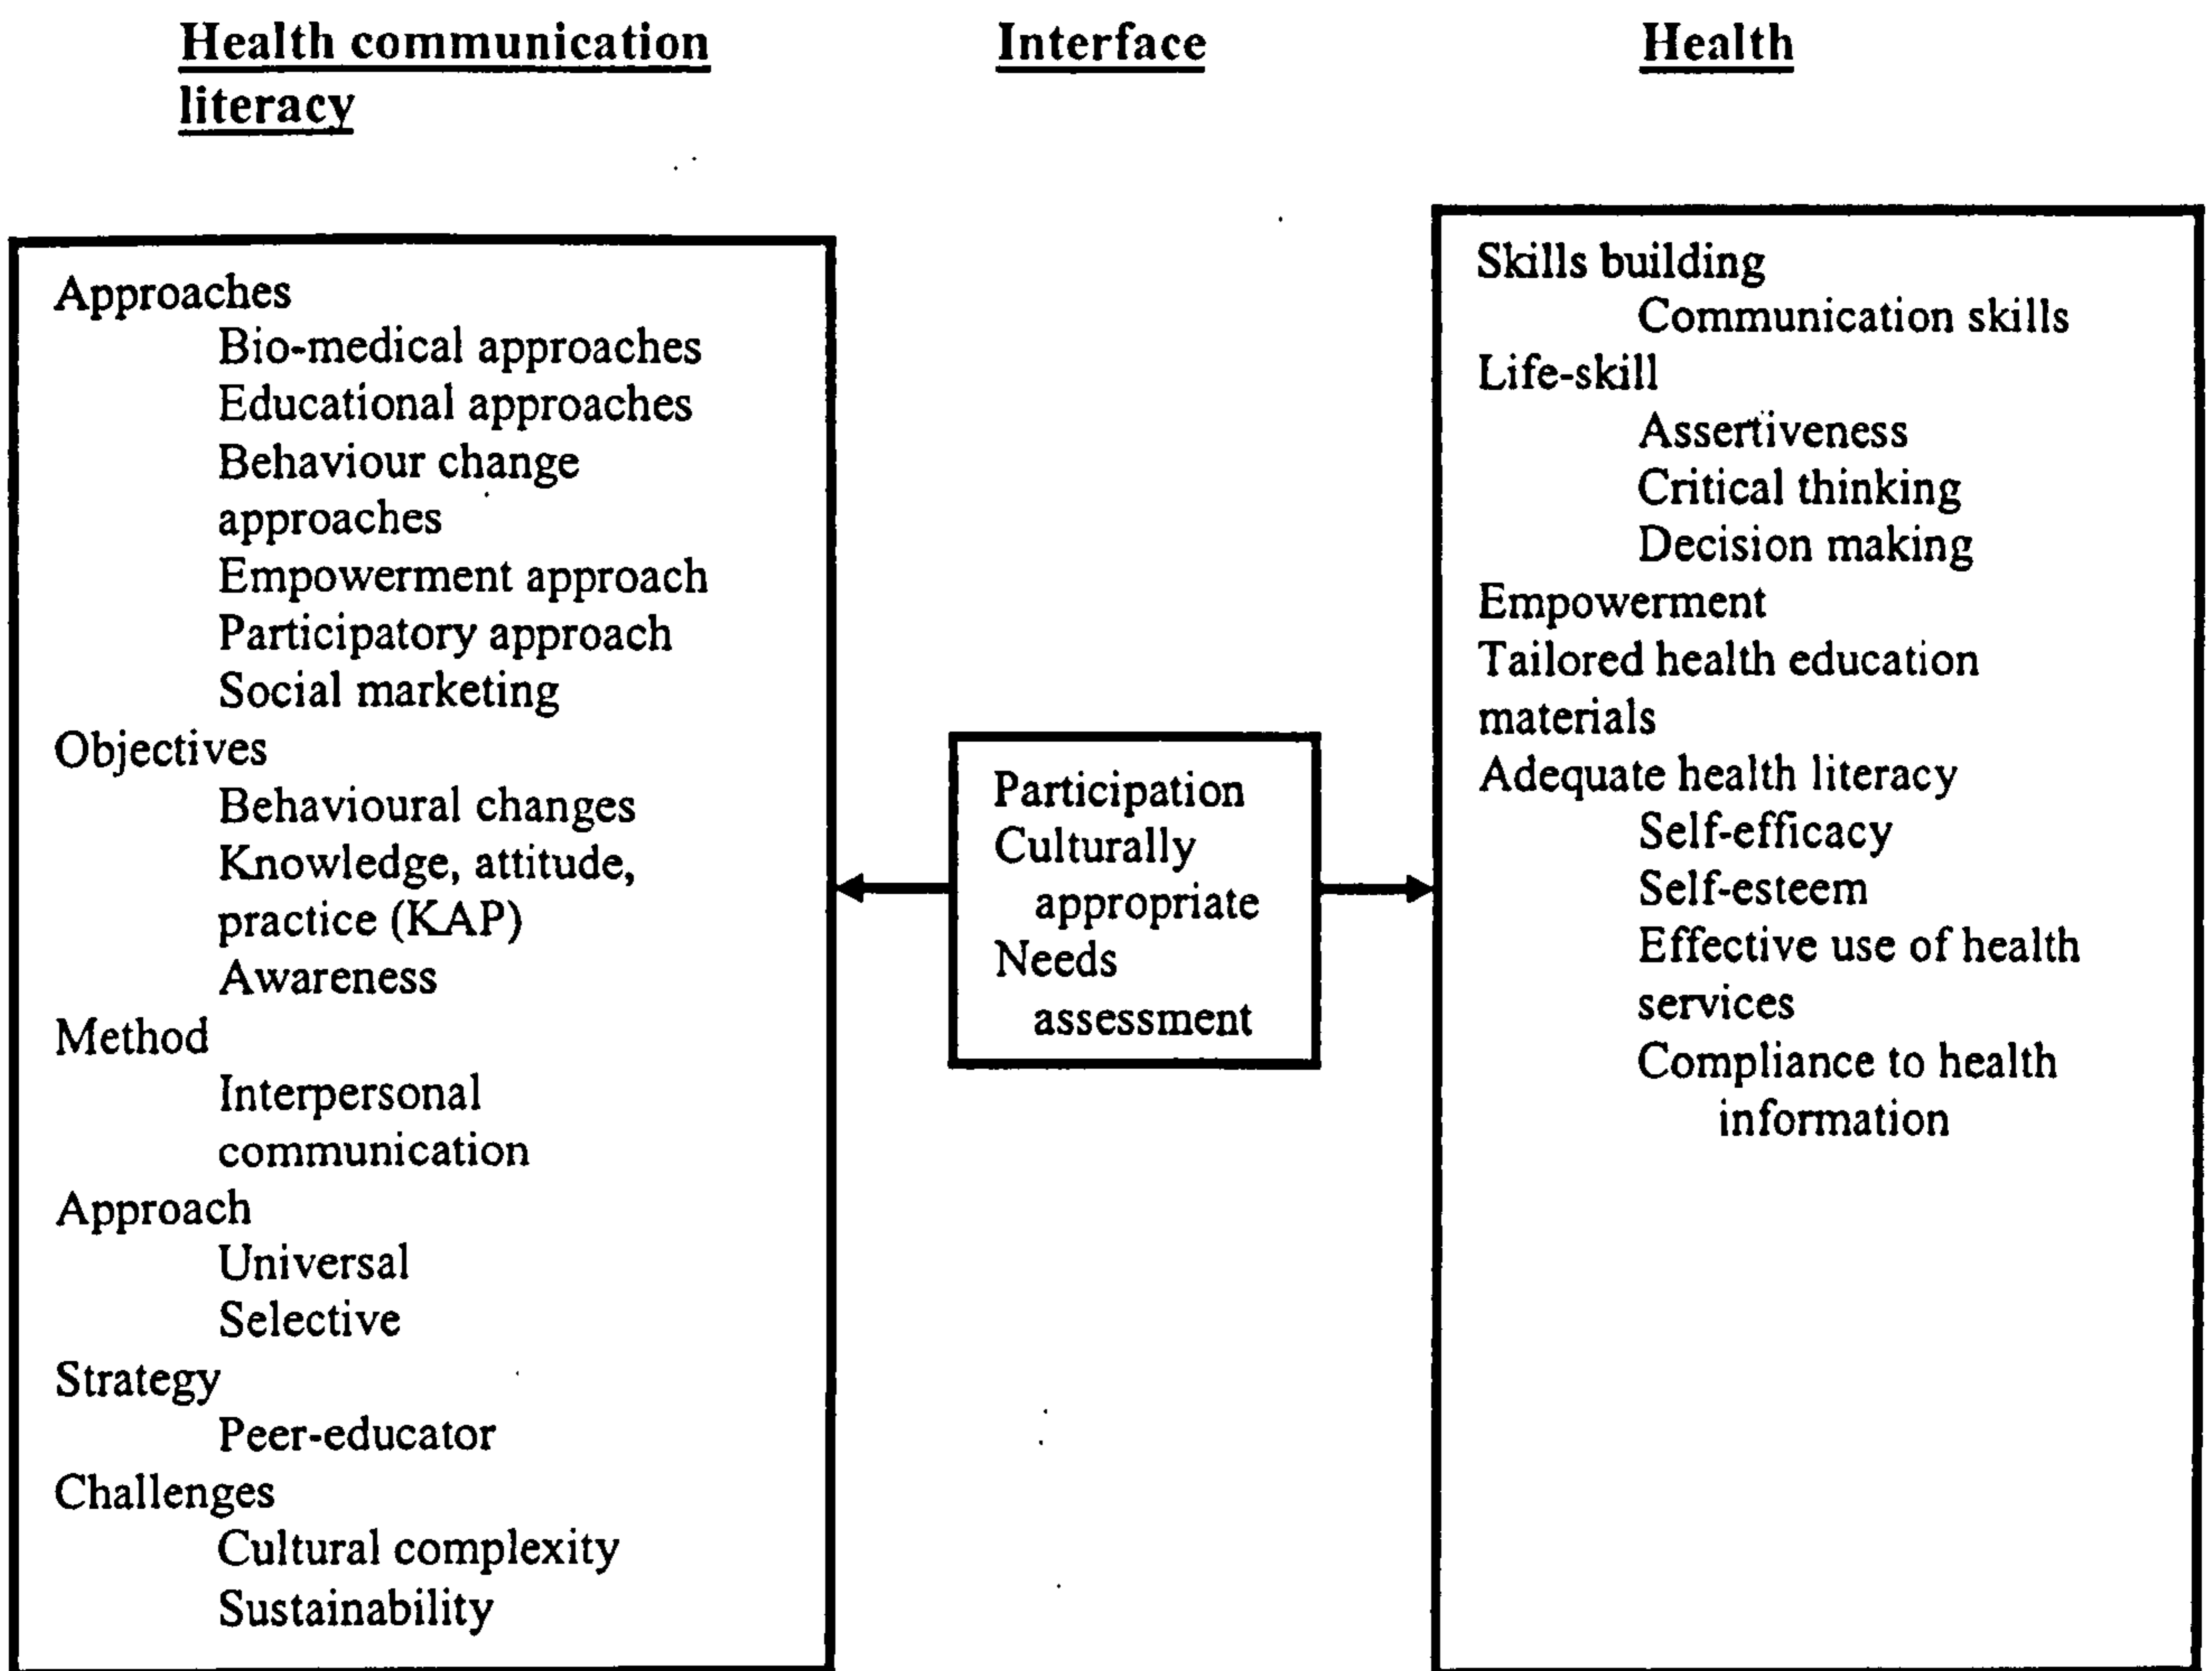 Health communication
literacy
Interface
Health
Approaches
Bio-medical approaches
Educational approaches
Behaviour change
approaches
Empowerment approach
Participatory approach
Social marketing
Objectives
Behavioural changes
Knowledge, attitude,
practice (KAP)
Awareness
Method
Interpersonal
communication
Approach
Universal
Selective
Strategy
Peer-educator
Challenges
Cultural complexity
Sustainability
Participation
Culturally
appropriate
Needs
assessment
Skills building
Communication skills
Life-skill
Assertiveness
Critical thinking
Decision making
Empowerment
Tailored health education
materials
Adequate health literacy
Self-efficacy
Self-esteem
Effective use of health
services
Compliance to health
information